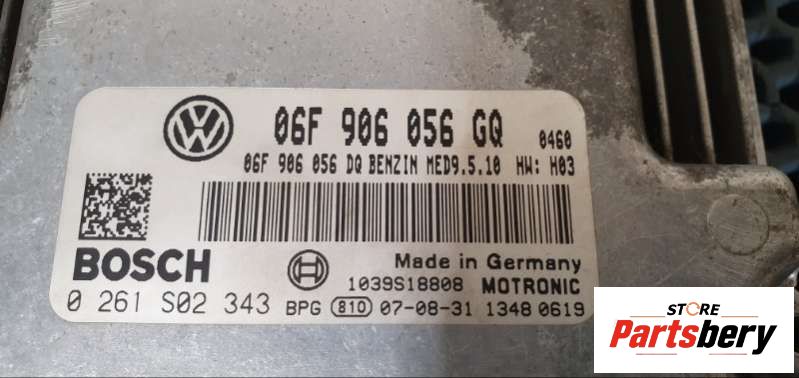 06F 906 056 GQ 0460
06F 906 056 DQ BENZIN MED9.5.10 HW: H03
BOSCH
Made in Germany
1039S18808 MOTRONIC
0 261 S02 343 BPG 810 07-08-31 1348 0619
STORE
Partsbery